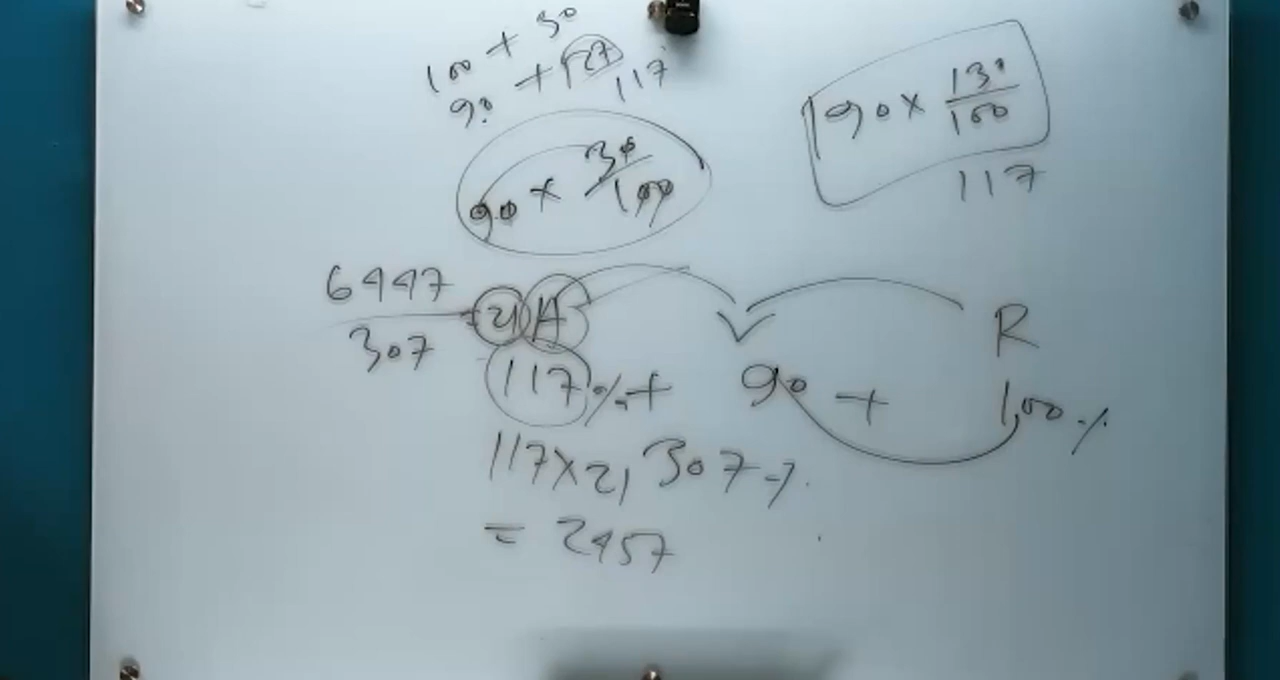 100 + 30
90 + 27
117
90 × 30/100
190 × 130/100
117
6447/307 = 21
A V R
117% + 90 + 100%
117×21 307%
= 2457